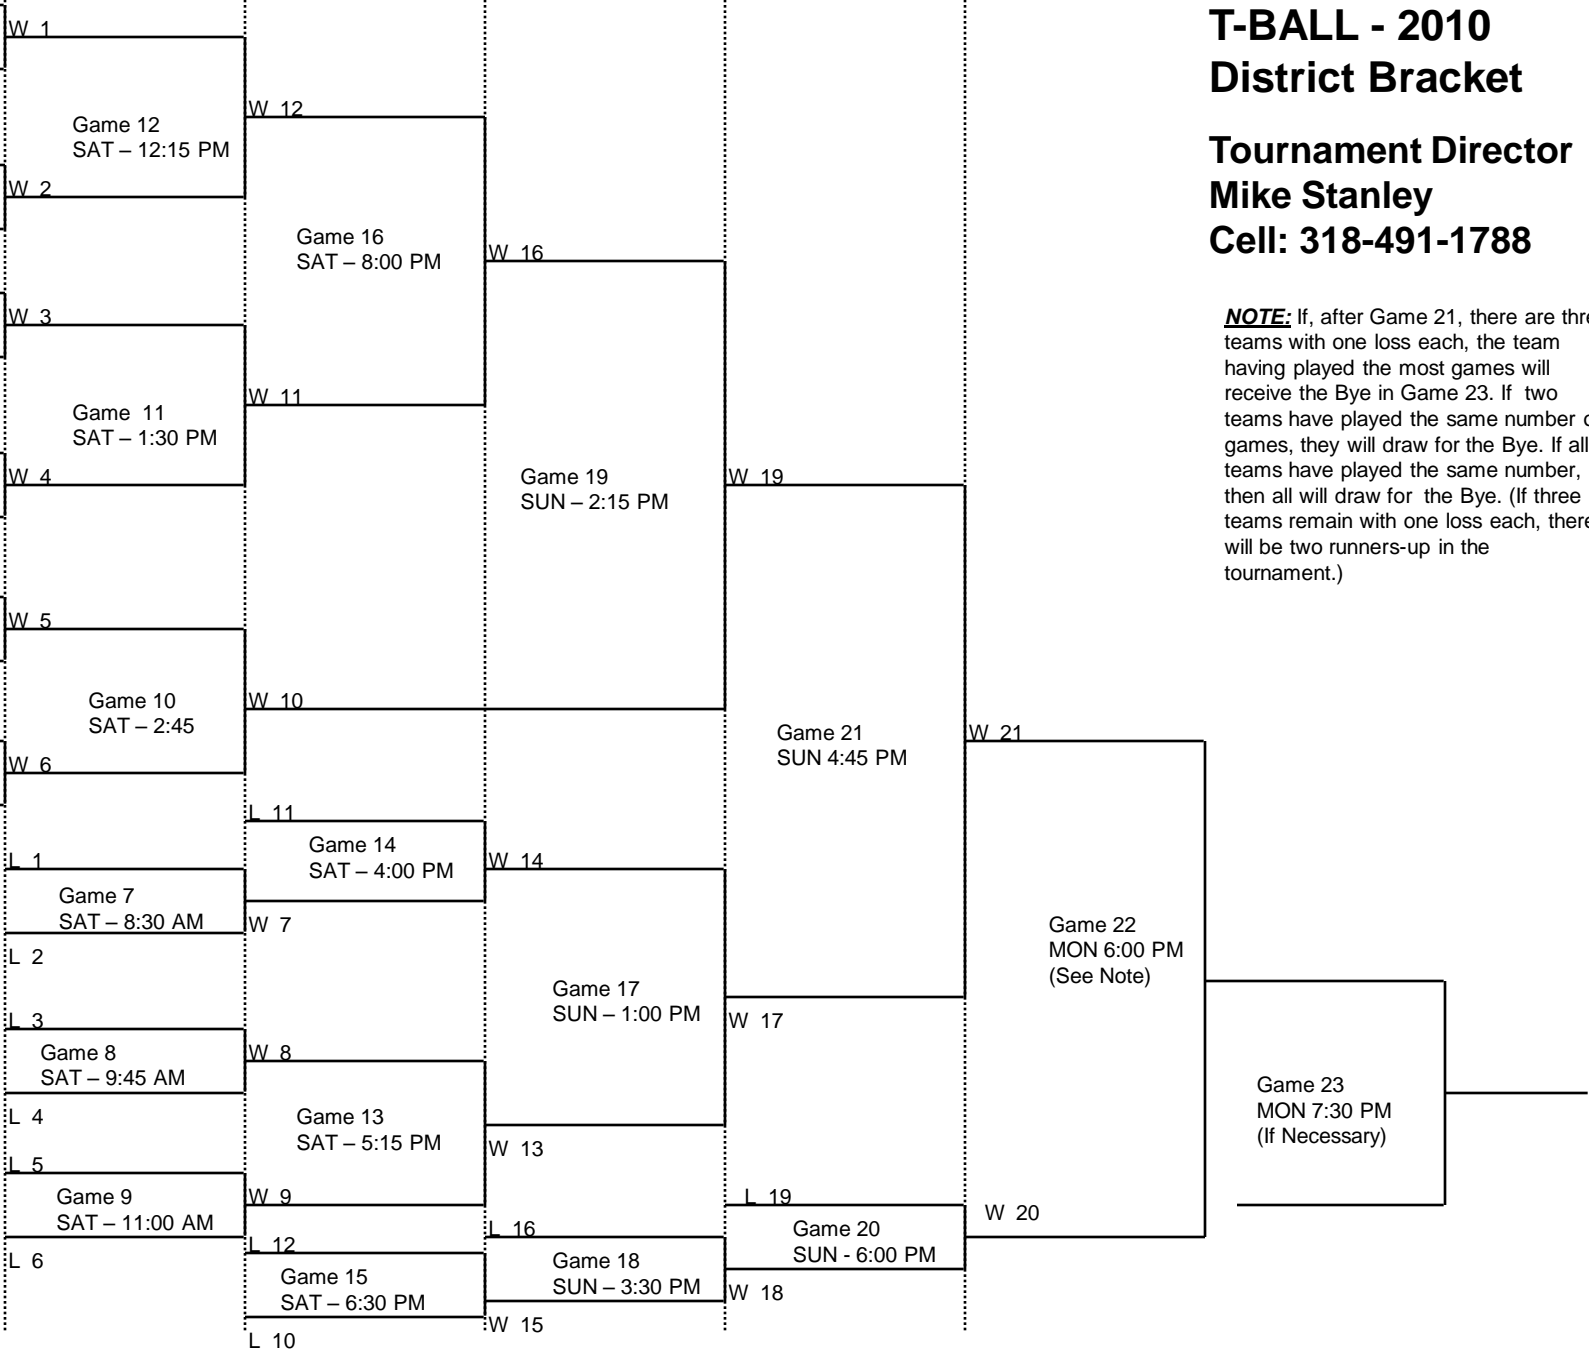 T-BALL - 2010
District Bracket
Tournament Director
Mike Stanley
Cell: 318-491-1788
NOTE: If, after Game 21, there are thre
teams with one loss each, the team
having played the most games will
receive the Bye in Game 23. If two
teams have played the same number o
games, they will draw for the Bye. If all
teams have played the same number,
then all will draw for the Bye. (If three
teams remain with one loss each, there
will be two runners-up in the
tournament.)
W 1
Game 12
SAT – 12:15 PM
W 2
W 3
Game 11
SAT – 1:30 PM
W 4
W 5
Game 10
SAT – 2:45
W 6
L 1
Game 7
SAT – 8:30 AM
L 2
L 3
Game 8
SAT – 9:45 AM
L 4
L 5
Game 9
SAT – 11:00 AM
L 6
W 12
Game 16
SAT – 8:00 PM
W 11
W 10
L 11
Game 14
SAT – 4:00 PM
W 7
W 8
Game 13
SAT – 5:15 PM
W 9
L 12
Game 15
SAT – 6:30 PM
L 10
W 16
Game 19
SUN – 2:15 PM
W 14
Game 17
SUN – 1:00 PM
W 13
L 16
Game 18
SUN – 3:30 PM
W 15
W 19
Game 21
SUN 4:45 PM
W 17
L 19
Game 20
SUN - 6:00 PM
W 18
W 21
Game 22
MON 6:00 PM
(See Note)
W 20
Game 23
MON 7:30 PM
(If Necessary)